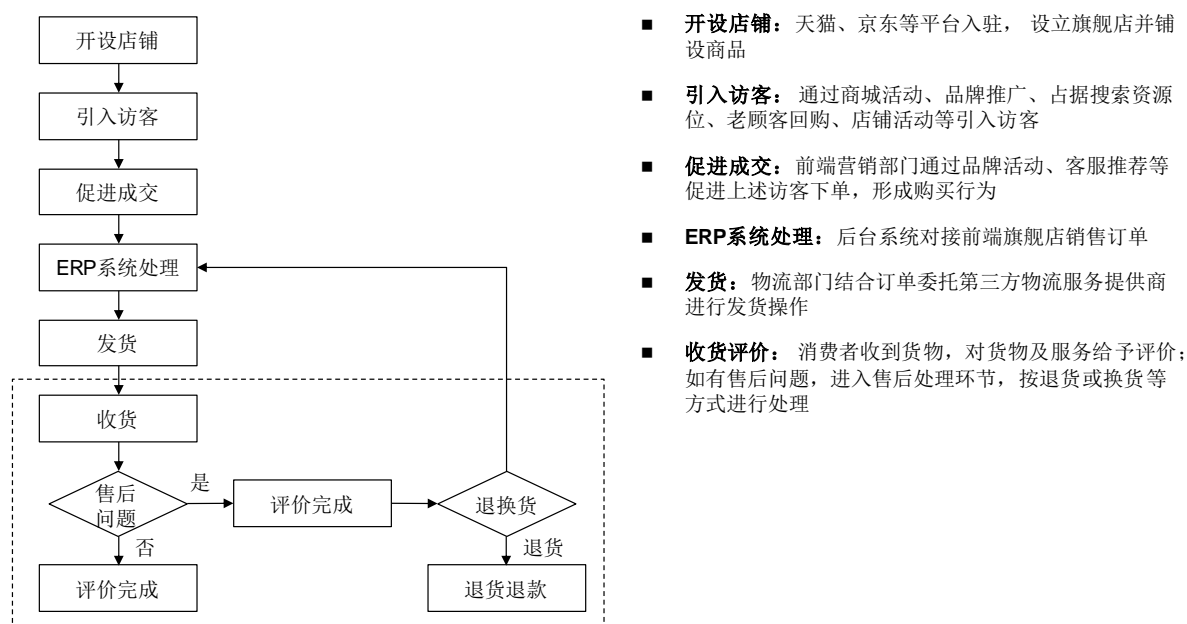 开设店铺
引入访客
促进成交
ERP系统处理
发货
收货
售后
问题
是
评价完成
退换货
否
退货
评价完成
退货退款
■ 开设店铺：天猫、京东等平台入驻， 设立旗舰店并铺
设商品
■ 引入访客： 通过商城活动、品牌推广、占据搜索资源
位、老顾客回购、店铺活动等引入访客
■ 促进成交：前端营销部门通过品牌活动、客服推荐等
促进上述访客下单，形成购买行为
■ ERP系统处理：后台系统对接前端旗舰店销售订单
■ 发货：物流部门结合订单委托第三方物流服务提供商
进行发货操作
■ 收货评价： 消费者收到货物，对货物及服务给予评价；
如有售后问题，进入售后处理环节，按退货或换货等
方式进行处理